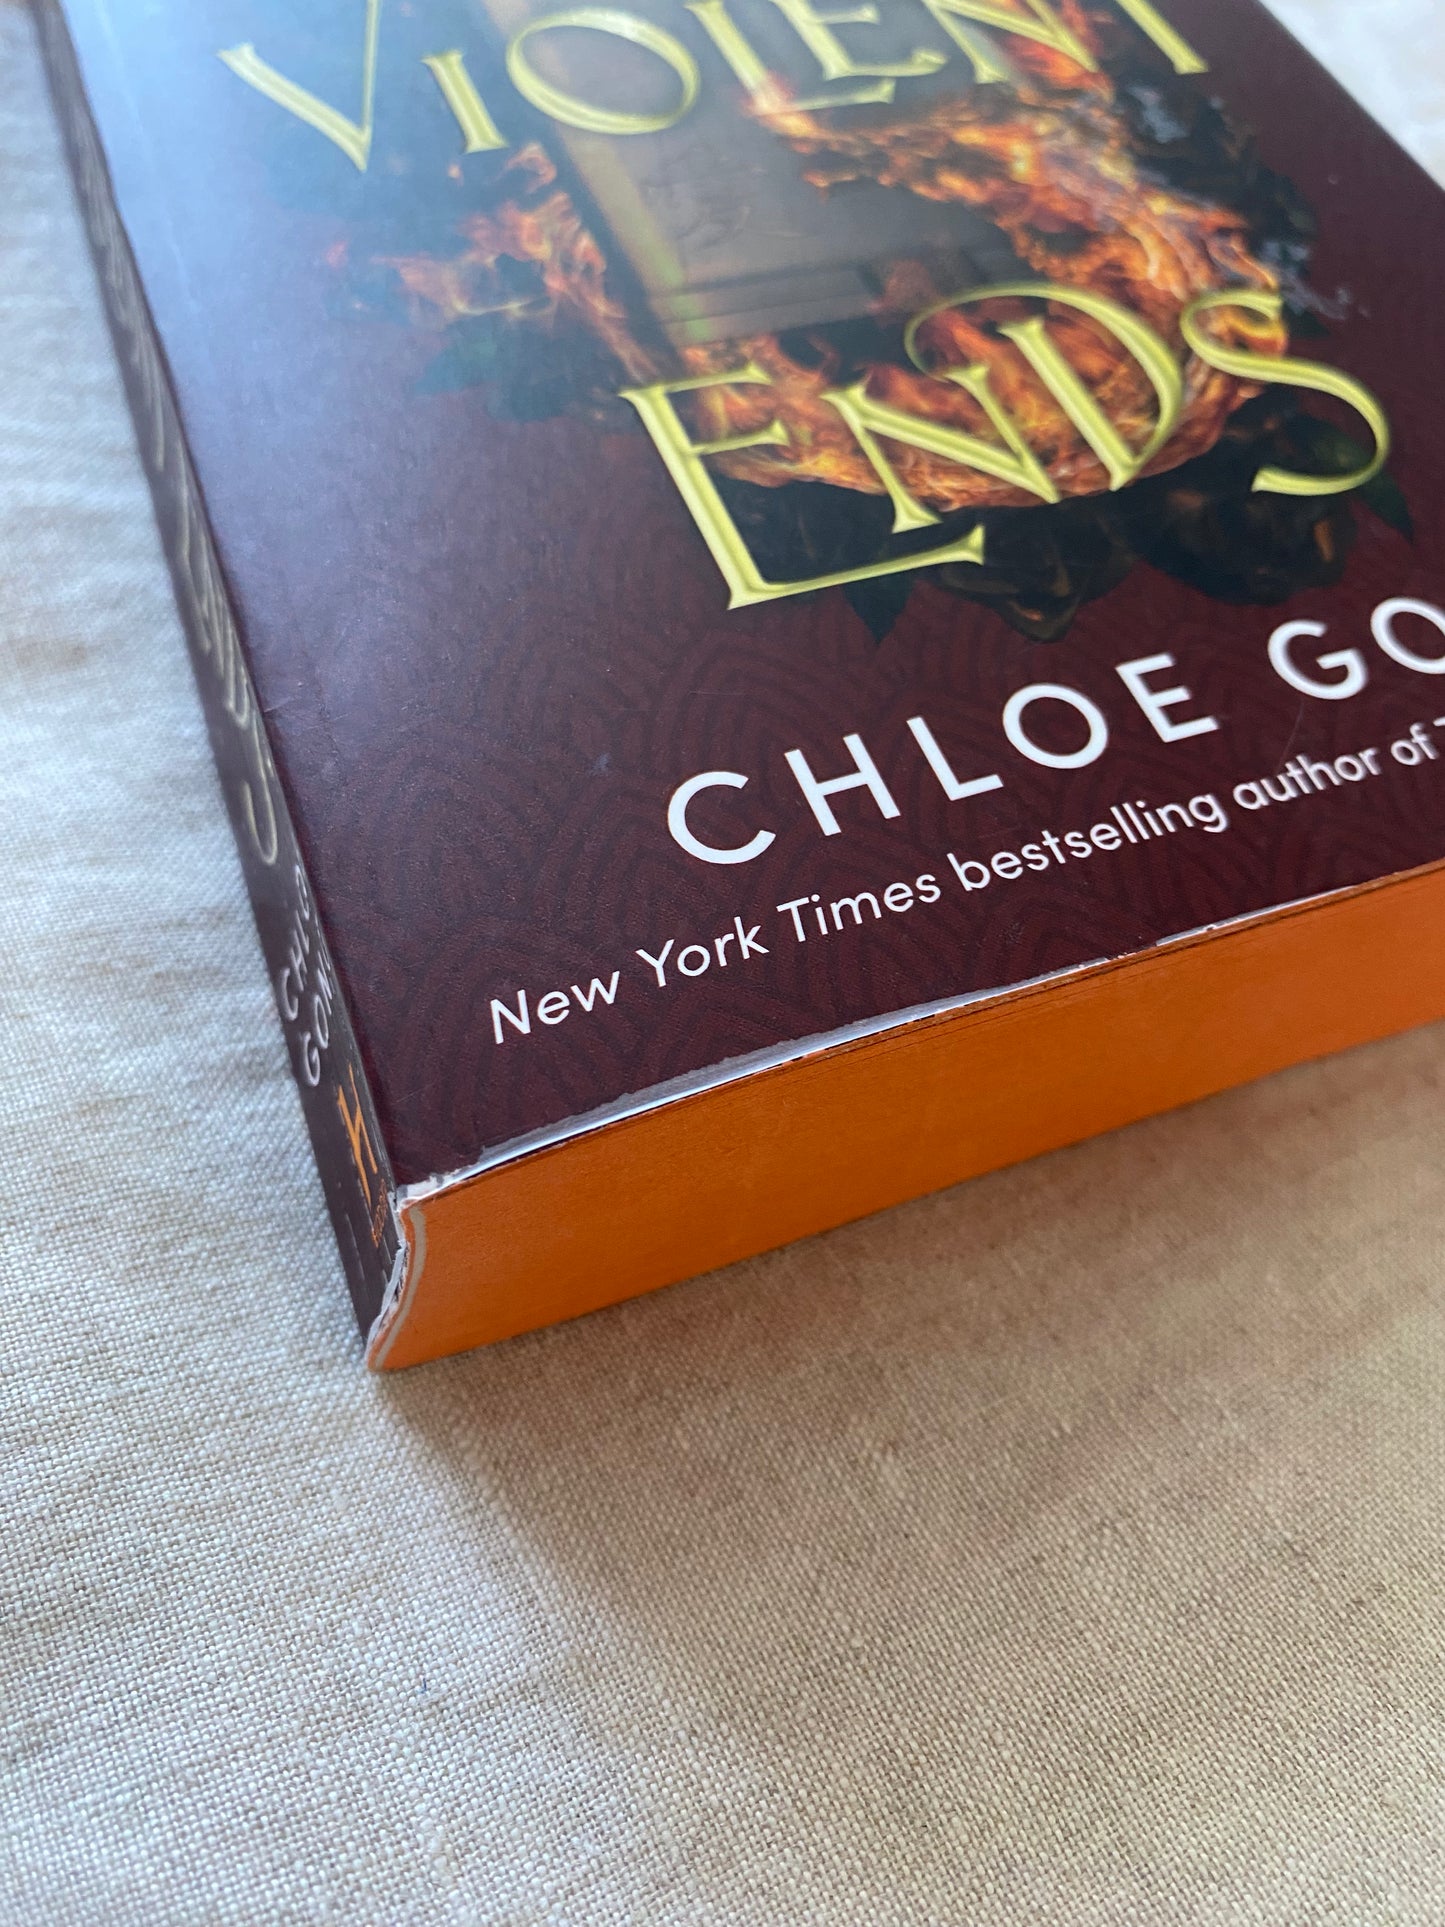 VIOLENT
ENDS
CHLOE GO
New York Times bestselling author of T
CHLOE
GONG
H